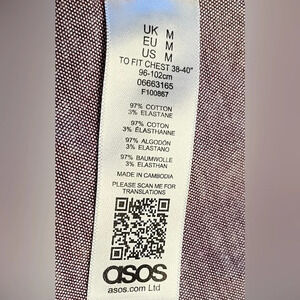 UK M
EU M
US M
TO FIT CHEST 38-40"
96-102cm
06663165
F100867
97% COTTON
3% ELASTANE
97% COTON
3% ÉLASTHANNE
97% ALGODÓN
3% ELASTANO
97% BAUMWOLLE
3% ELASTHAN
MADE IN CAMBODIA
PLEASE SCAN ME FOR
TRANSLATIONS
asos
asos.com Ltd